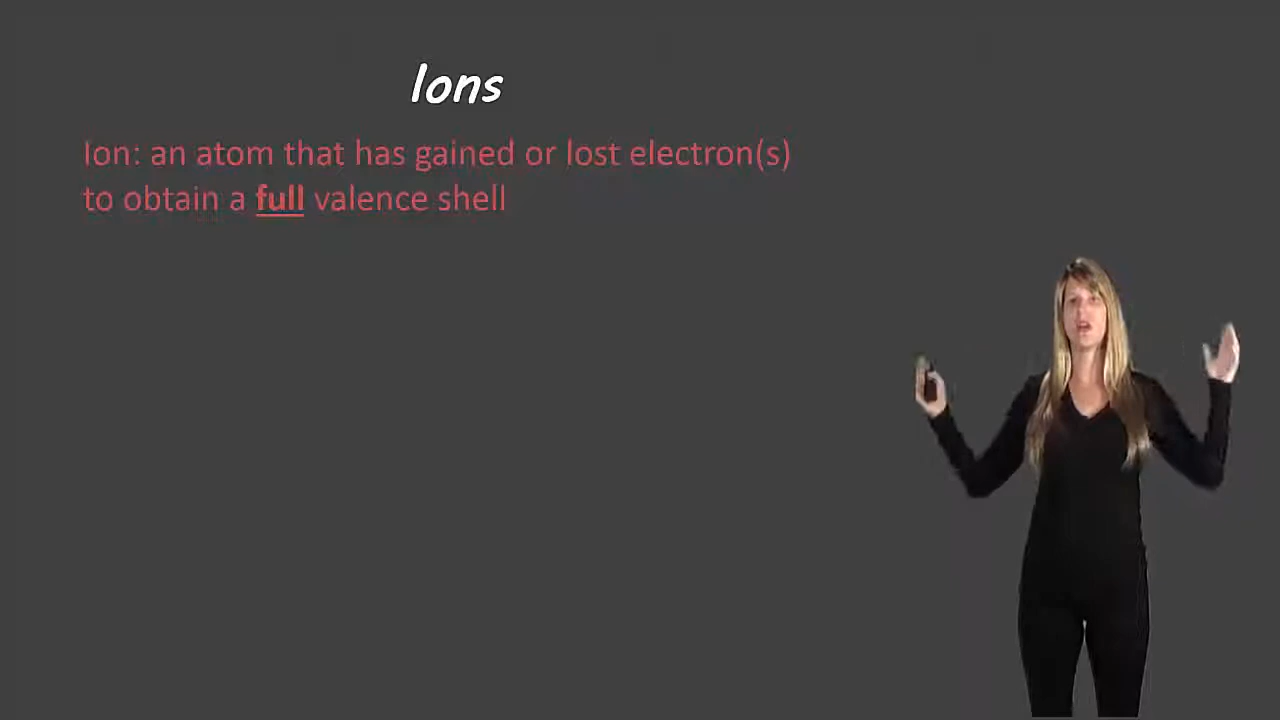 Ions
Ion: an atom that has gained or lost electron(s)
to obtain a full valence shell